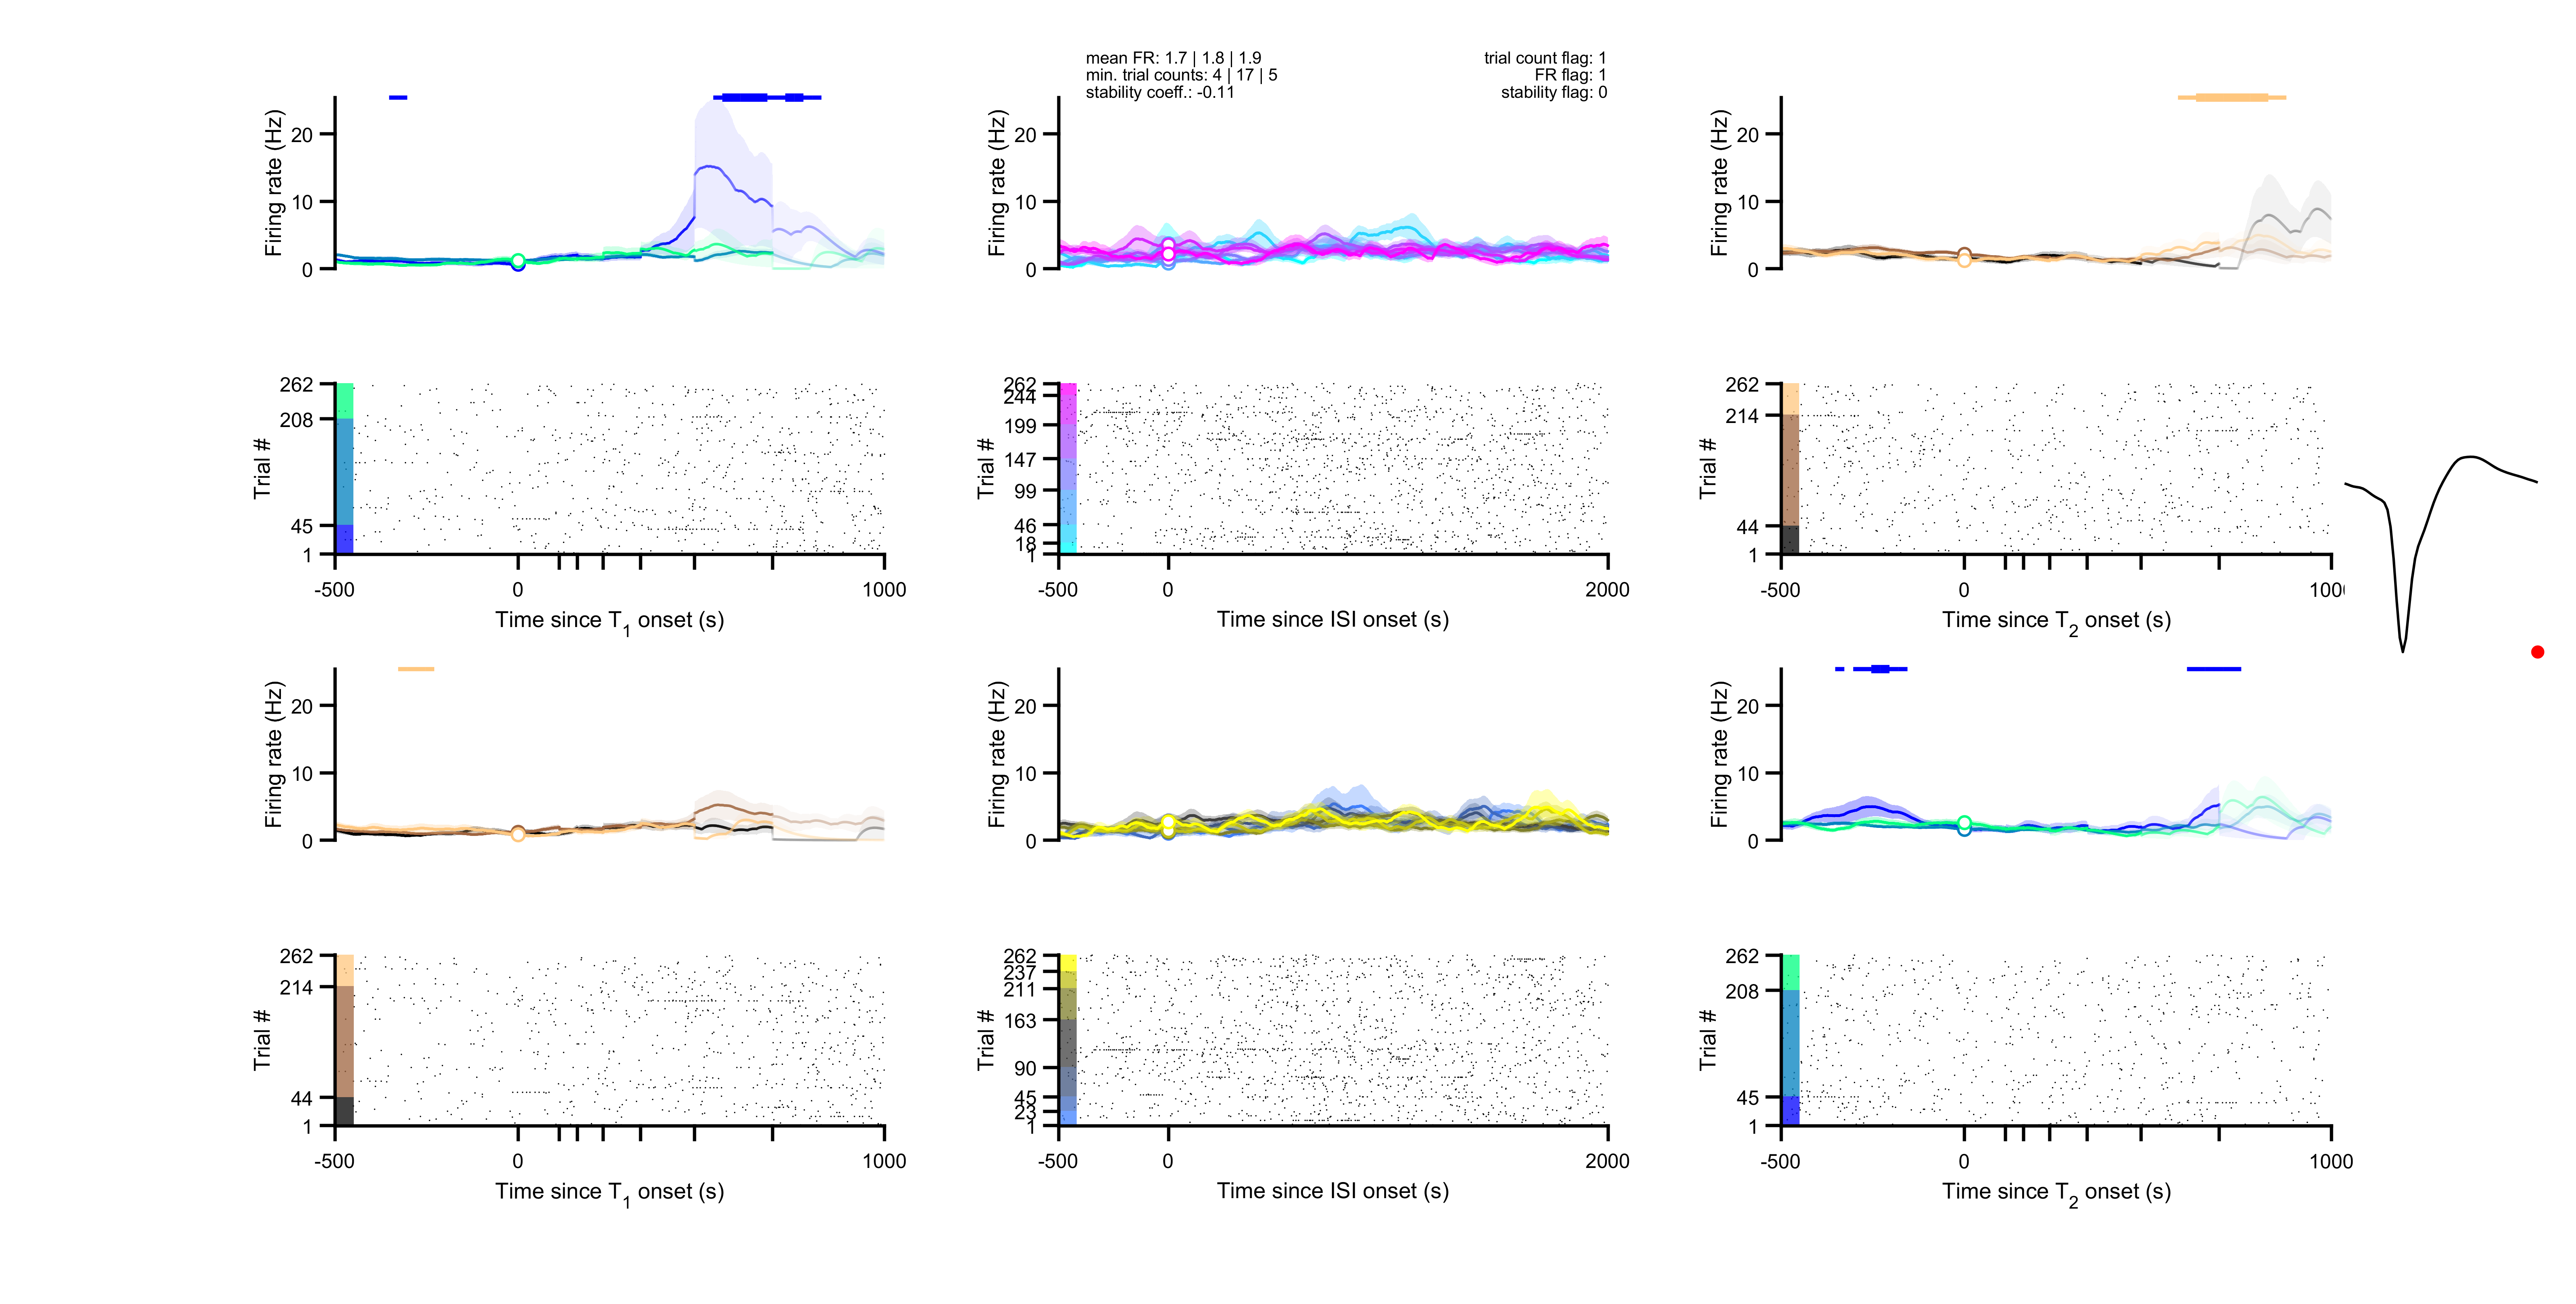 mean FR: 1.7 | 1.8 | 1.9
min. trial counts: 4 | 17 | 5
stability coeff.: -0.11
trial count flag: 1
FR flag: 1
stability flag: 0
Firing rate (Hz)
20
10
0
Firing rate (Hz)
20
10
0
Firing rate (Hz)
20
10
0
Trial #
262
208
45
1
-500
0
1000
Time since T1 onset (s)
Trial #
262
244
199
147
99
46
18
1
-500
0
2000
Time since ISI onset (s)
Trial #
262
214
44
1
-500
0
100
Time since T2 onset (s)
Firing rate (Hz)
20
10
0
Firing rate (Hz)
20
10
0
Firing rate (Hz)
20
10
0
Trial #
262
214
44
1
-500
0
1000
Time since T1 onset (s)
Trial #
262
237
211
163
90
45
23
1
-500
0
2000
Time since ISI onset (s)
Trial #
262
208
45
1
-500
0
1000
Time since T2 onset (s)